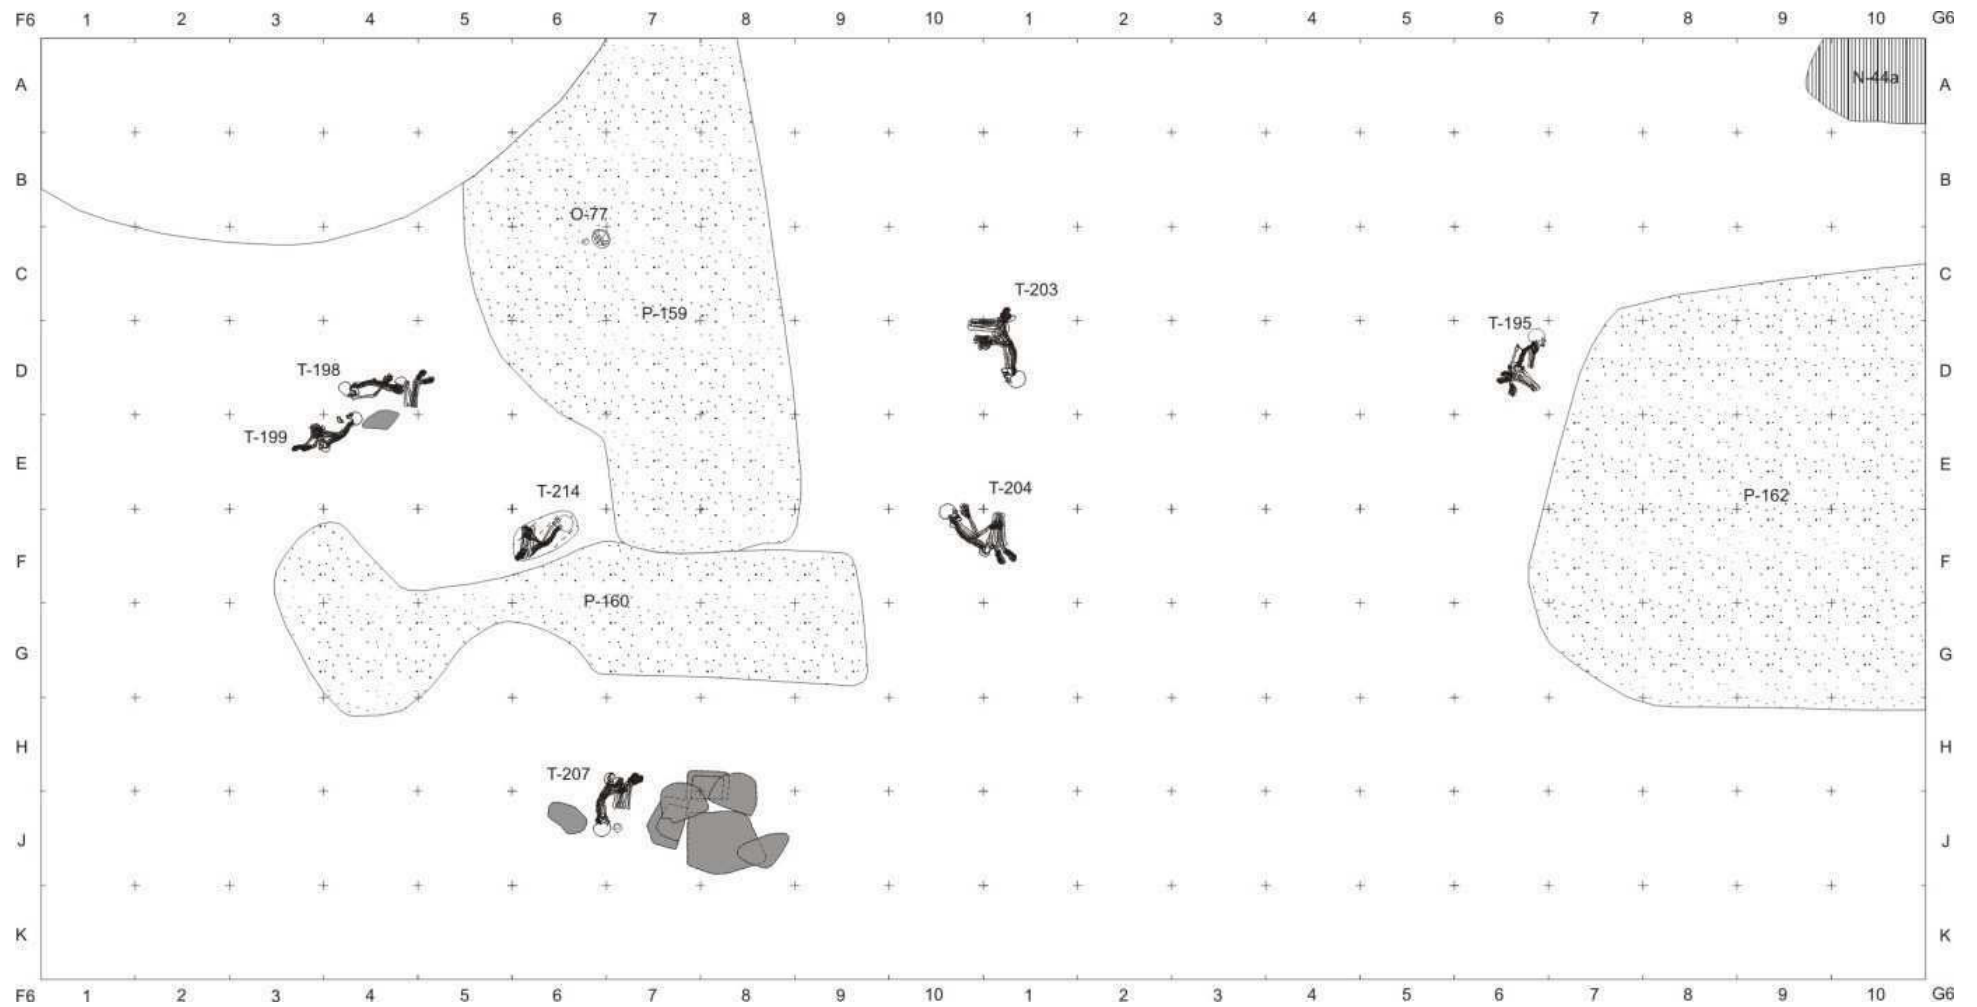 F6 1 2 3 4 5 6 7 8 9 10 1 2 3 4 5 6 7 8 9 10 G6
A N-44a A
B B
O-77
C C
T-203
P-159
T-195
D T-198 D
T-199
E E
T-214 T-204 P-162
F F
P-160
G G
H H
T-207
J J
K K
F6 1 2 3 4 5 6 7 8 9 10 1 2 3 4 5 6 7 8 9 10 G6